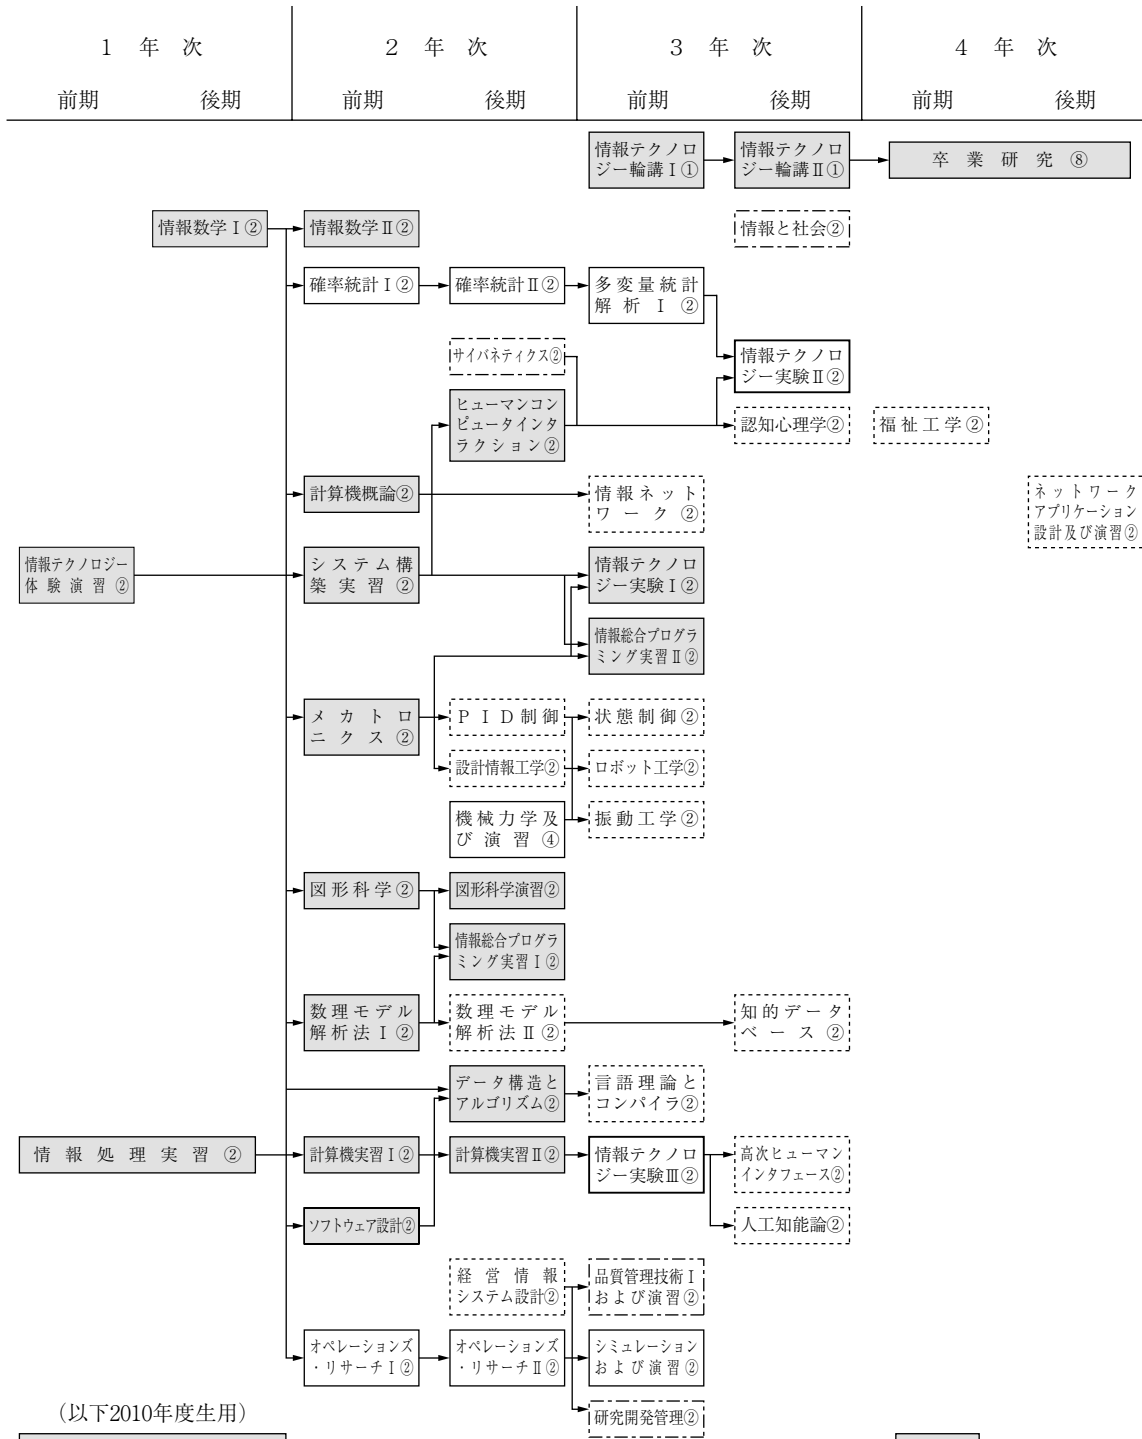 1 年 次
2 年 次
3 年 次
4 年 次
前期
後期
前期
後期
前期
後期
前期
後期
情報テクノロ
ジー輪講Ⅰ①
情報テクノロ
ジー輪講Ⅱ①
卒業研究⑧
情報数学Ⅰ②
情報数学Ⅱ②
情報と社会②
確率統計Ⅰ②
確率統計Ⅱ②
多変量統計
解析Ⅰ②
サイバネティクス②
情報テクノロ
ジー実験Ⅱ②
ヒューマンコン
ピュータインタ
ラクション②
認知心理学②
福祉工学②
計算機概論②
情報ネット
ワーク②
ネットワーク
アプリケーション
設計及び演習②
情報テクノロジー
体験演習②
システム構
築実習②
情報テクノロ
ジー実験Ⅰ②
情報総合プログラ
ミング実習Ⅱ②
メカトロ
ニクス②
PID制御
状態制御②
設計情報工学②
ロボット工学②
機械力学及
び演習④
振動工学②
図形科学②
図形科学演習②
情報総合プログラ
ミング実習Ⅰ②
数理モデル
解析法Ⅰ②
数理モデル
解析法Ⅱ②
知的データ
ベース②
データ構造と
アルゴリズム②
言語理論と
コンパイラ②
情報処理実習②
計算機実習Ⅰ②
計算機実習Ⅱ②
情報テクノロ
ジー実験Ⅲ②
高次ヒューマン
インタフェース②
ソフトウェア設計②
人工知能論②
経営情報
システム設計②
品質管理技術Ⅰ
および演習②
オペレーションズ
・リサーチⅠ②
オペレーションズ
・リサーチⅡ②
シミュレーション
および演習②
研究開発管理②
(以下2010年度生用)